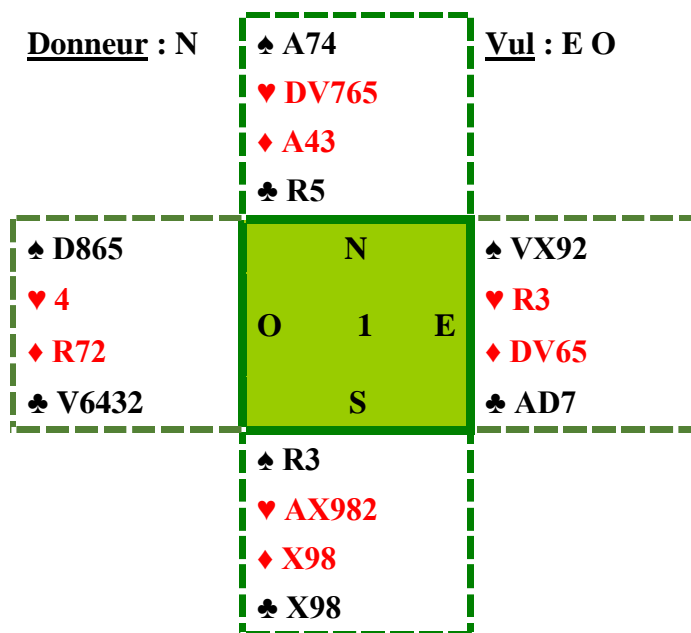 Donneur : N
♠ A74
Vul : E O
♥ DV765
♦ A43
♣ R5
♠ D865
N
♠ VX92
♥ 4
♥ R3
O 1 E
♦ R72
♦ DV65
♣ V6432
S
♣ AD7
♠ R3
♥ AX982
♦ X98
♣ X98